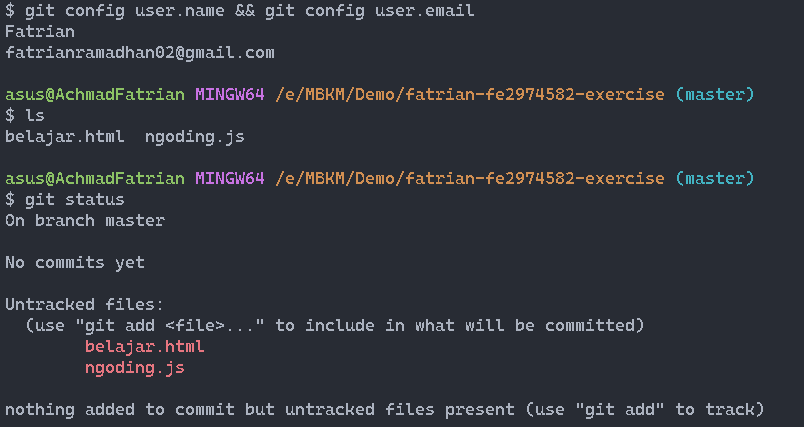 $ git config user.name && git config user.email
Fatrian
fatrianramadhan02@gmail.com
asus@AchmadFatrian MINGW64 /e/MBKM/Demo/fatrian-fe2974582-exercise (master)
$ ls
belajar.html  ngoding.js
asus@AchmadFatrian MINGW64 /e/MBKM/Demo/fatrian-fe2974582-exercise (master)
$ git status
On branch master
No commits yet
Untracked files:
  (use "git add <file>..." to include in what will be committed)
        belajar.html
        ngoding.js
nothing added to commit but untracked files present (use "git add" to track)